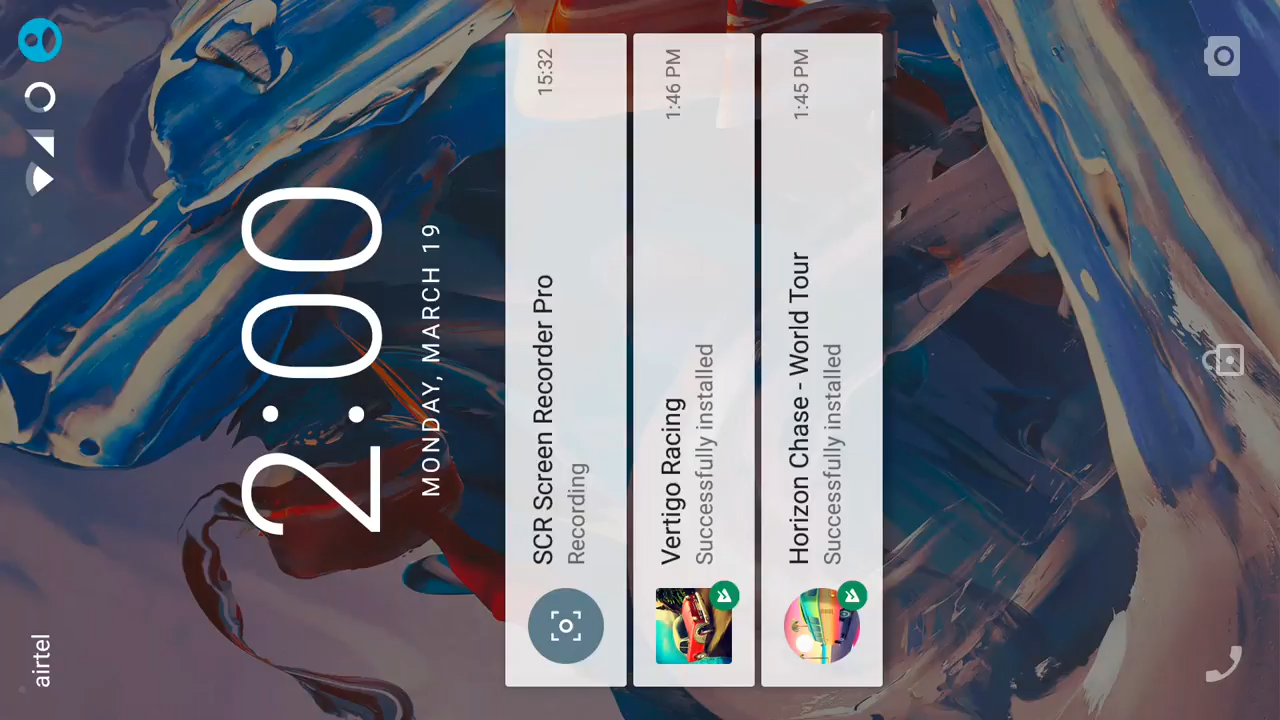 airtel
2:00
MONDAY, MARCH 19
SCR Screen Recorder Pro 15:32
Recording
Vertigo Racing 1:46 PM
Successfully installed
Horizon Chase - World Tour 1:45 PM
Successfully installed